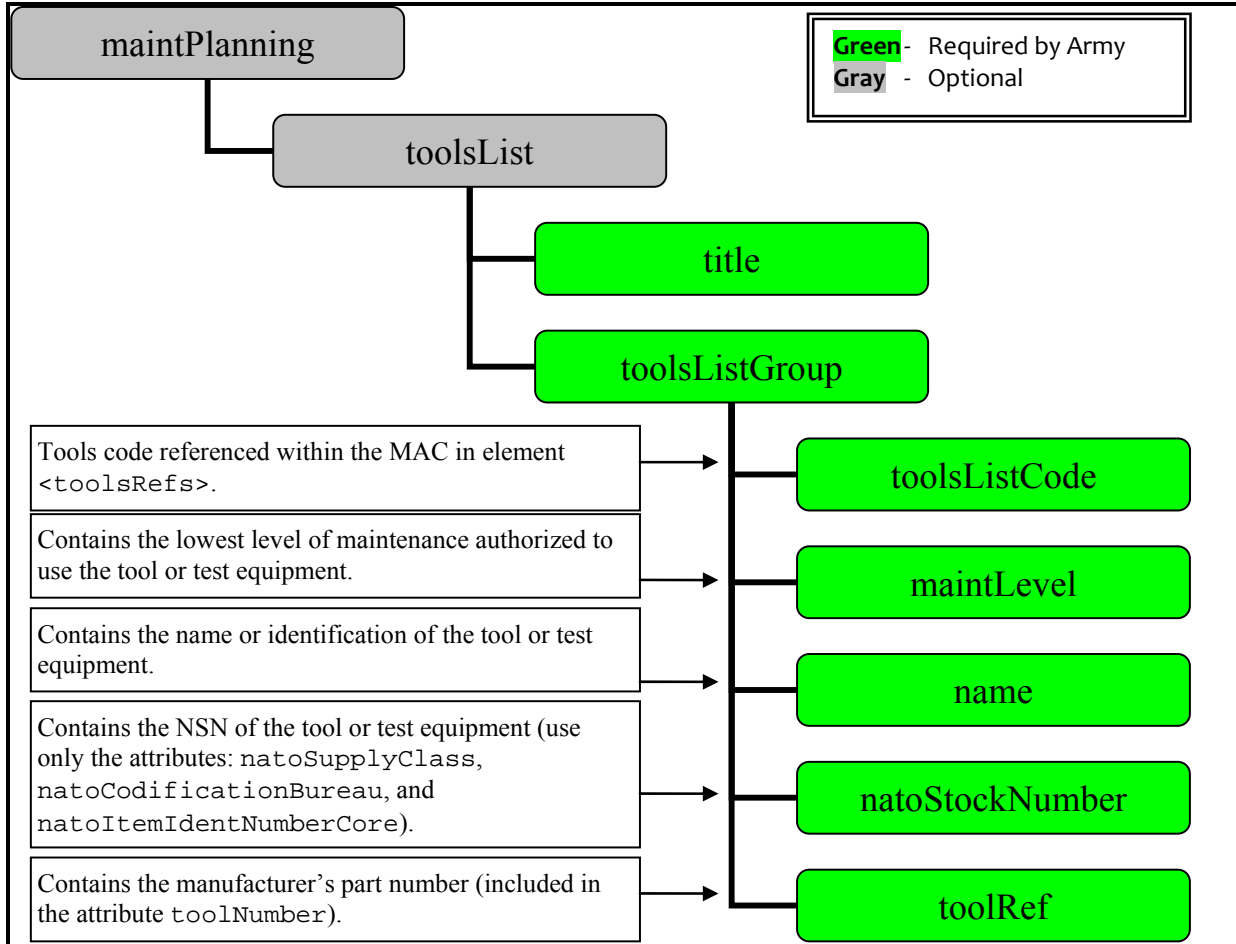 maintPlanning
Green - Required by Army
Gray - Optional
toolsList
title
toolsListGroup
Tools code referenced within the MAC in element
<toolsRefs>.
toolsListCode
Contains the lowest level of maintenance authorized to
use the tool or test equipment.
maintLevel
Contains the name or identification of the tool or test
equipment.
name
Contains the NSN of the tool or test equipment (use
only the attributes: natoSupplyClass,
natoCodificationBureau, and
natoItemIdentNumberCore).
natoStockNumber
Contains the manufacturer’s part number (included in
the attribute toolNumber).
toolRef